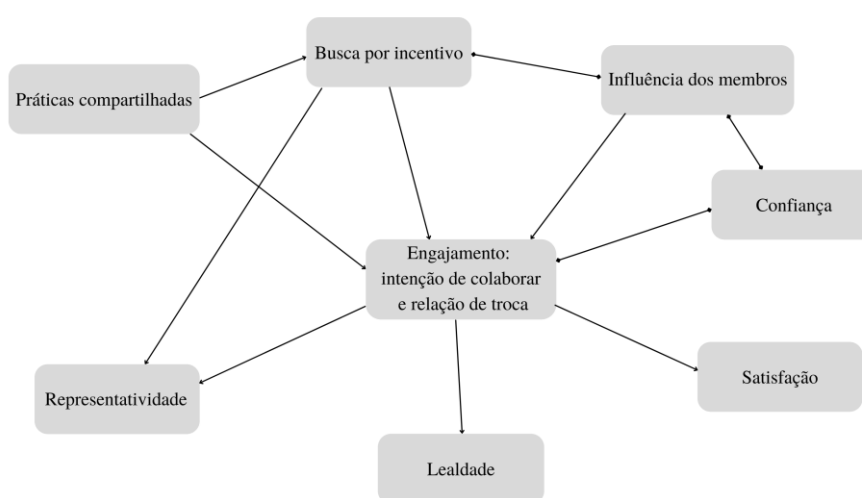 Busca por incentivo
Influência dos membros
Práticas compartilhadas
Confiança
Engajamento:
intenção de colaborar
e relação de troca
Satisfação
Representatividade
Lealdade